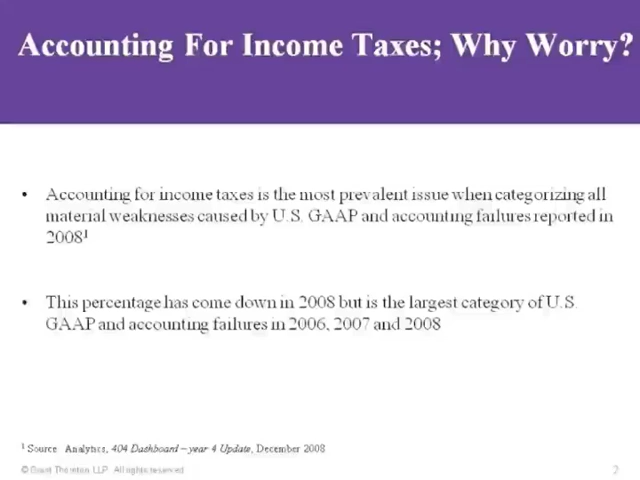 Accounting For Income Taxes; Why Worry?
• Accounting for income taxes is the most prevalent issue when categorizing all
material weaknesses caused by U.S. GAAP and accounting failures reported in
2008¹
• This percentage has come down in 2008 but is the largest category of U.S.
GAAP and accounting failures in 2006, 2007 and 2008
¹ Source: Analytics, 404 Dashboard – year 4 Update, December 2008
© Grant Thornton LLP. All rights reserved.
2